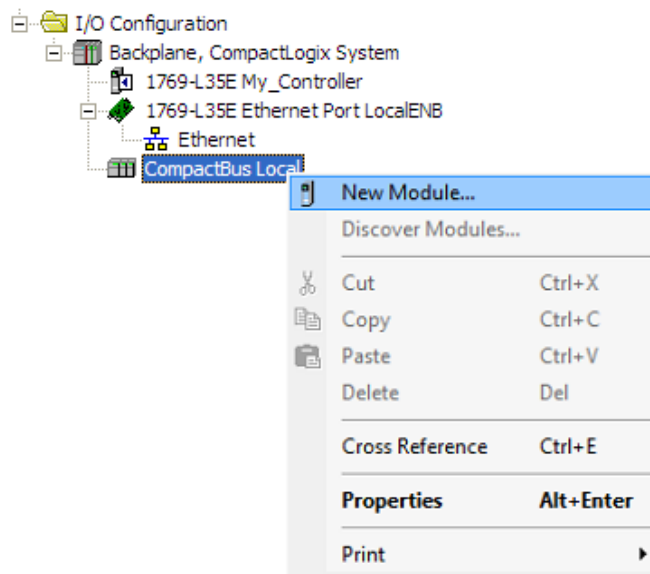 I/O Configuration
Backplane, CompactLogix System
1769-L35E My_Controller
1769-L35E Ethernet Port LocalENB
Ethernet
CompactBus Local
New Module...
Discover Modules...
Cut Ctrl+X
Copy Ctrl+C
Paste Ctrl+V
Delete Del
Cross Reference Ctrl+E
Properties Alt+Enter
Print